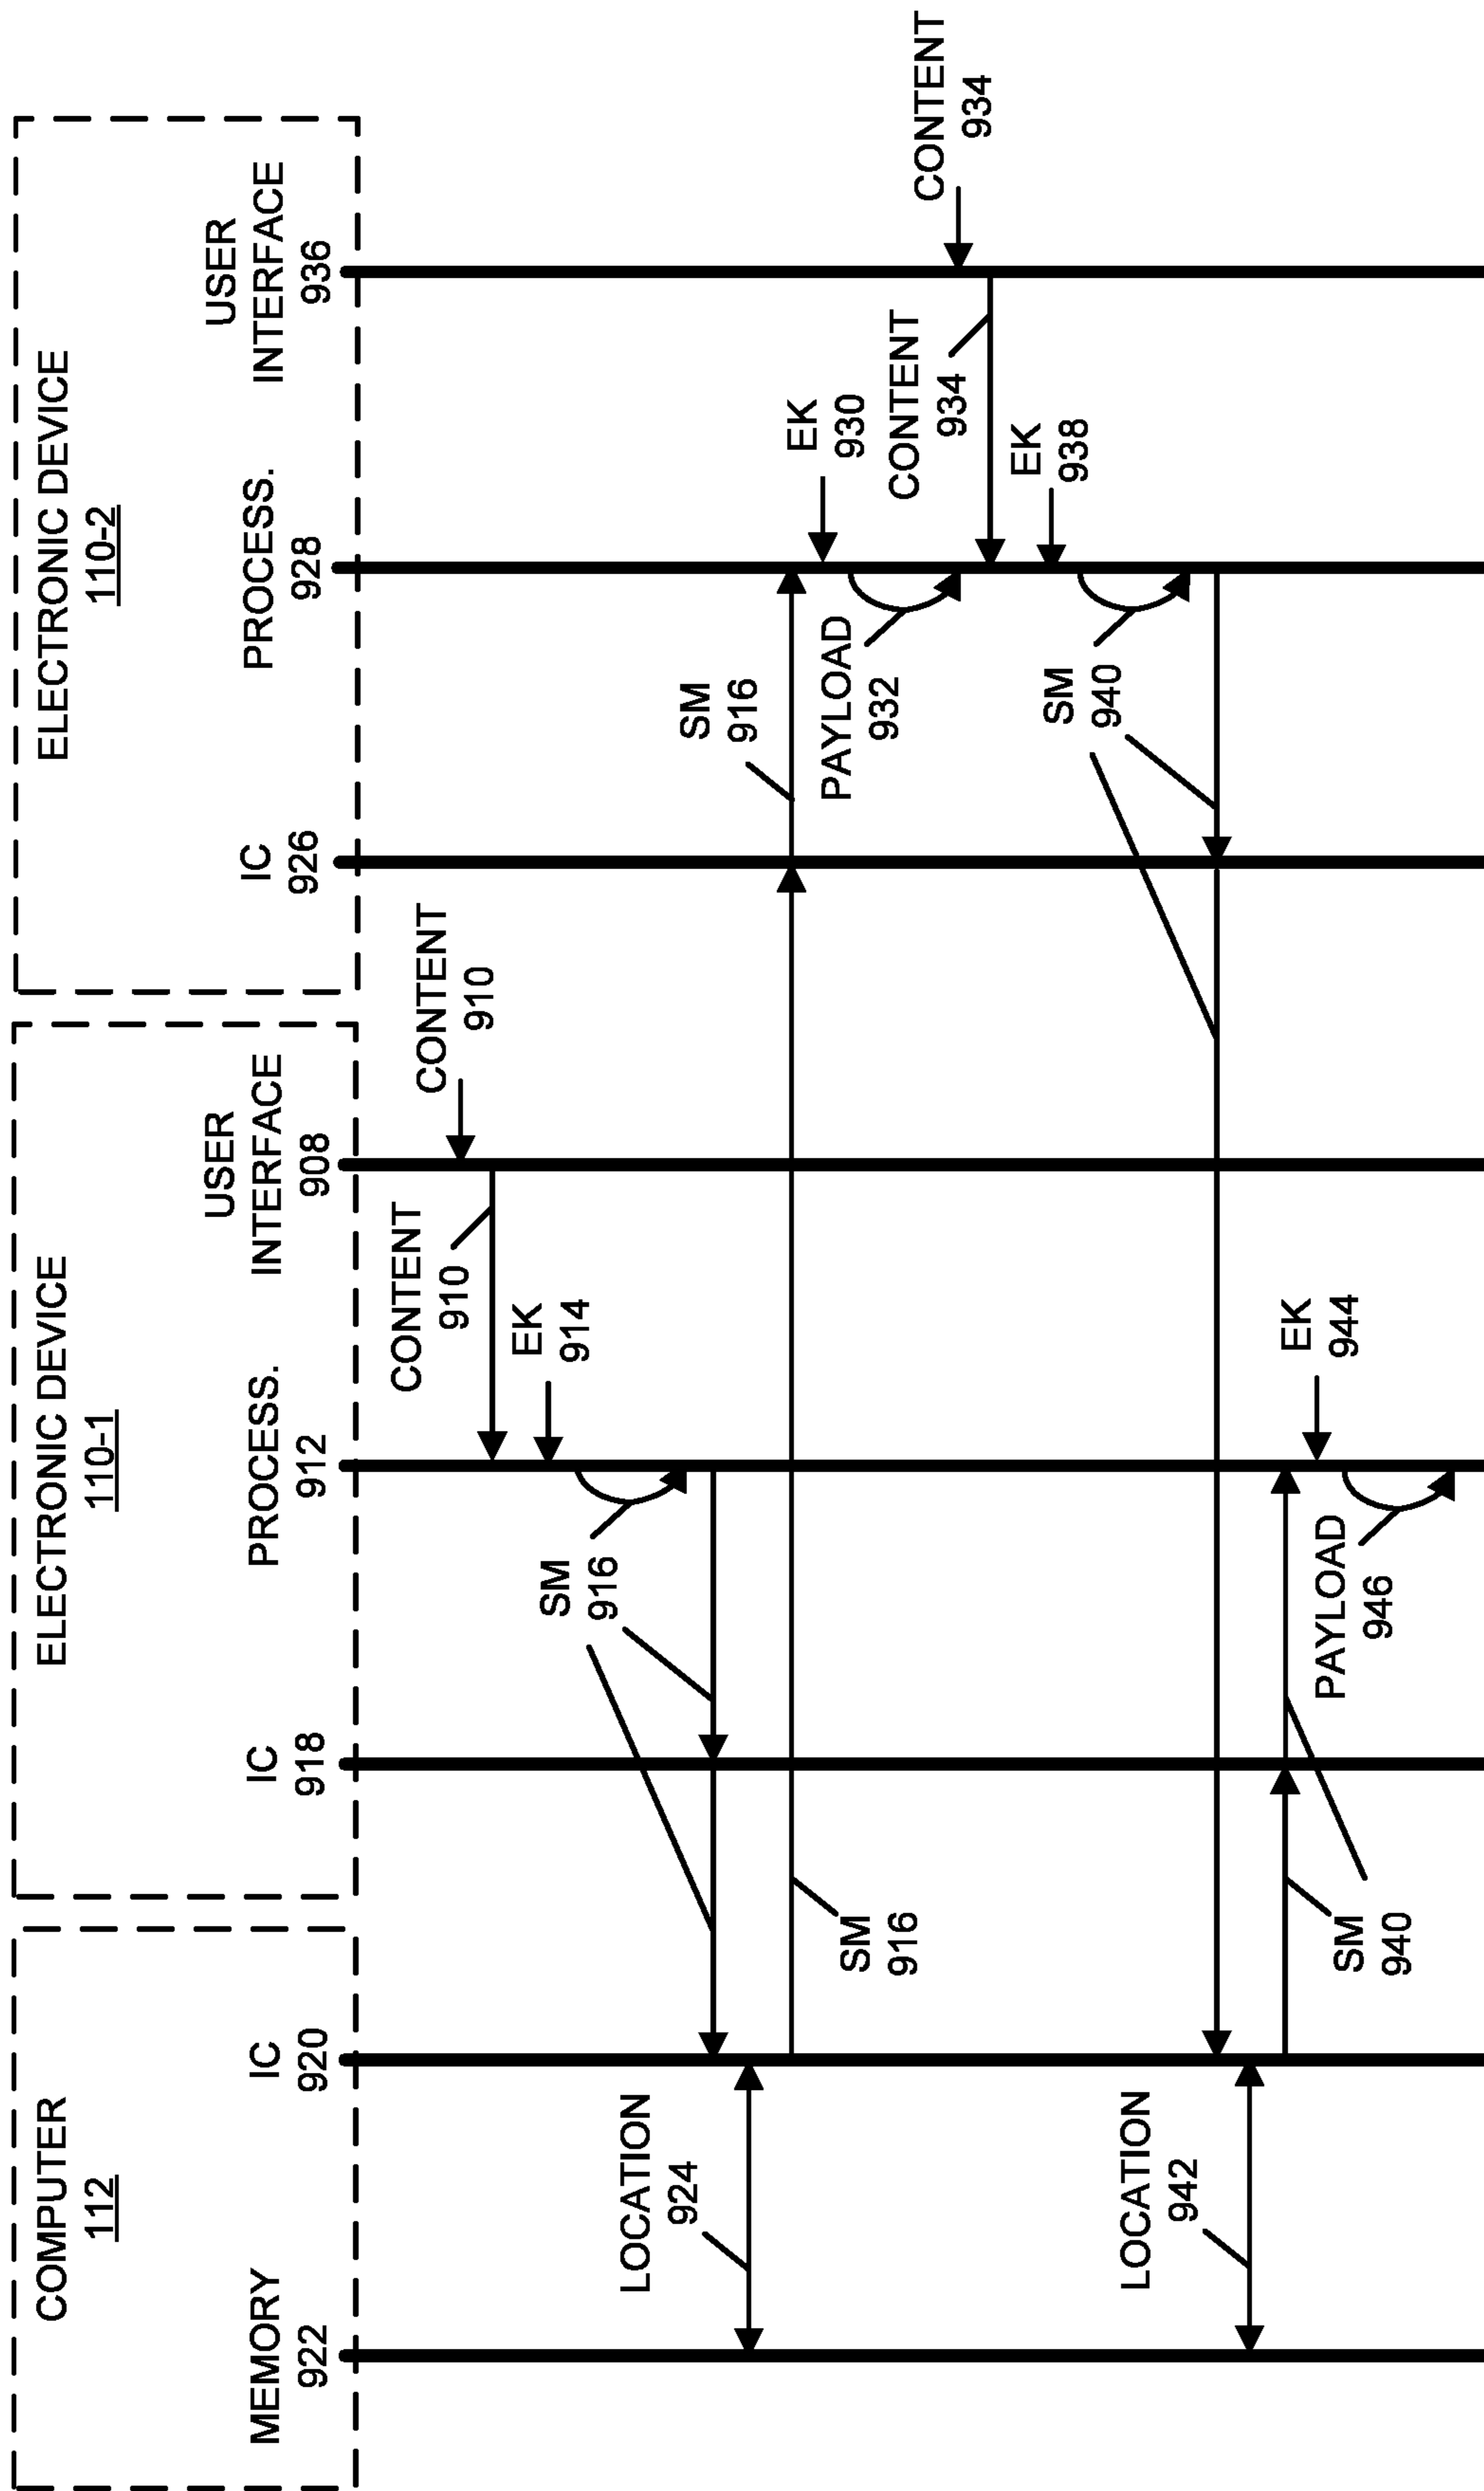 COMPUTER
112
MEMORY
922
IC
920
ELECTRONIC DEVICE
110-1
IC
918
PROCESS.
912
USER
INTERFACE
908
ELECTRONIC DEVICE
110-2
IC
926
PROCESS.
928
USER
INTERFACE
936
CONTENT
910
CONTENT
910
EK
914
SM
916
LOCATION
924
SM
916
SM
916
EK
930
PAYLOAD
932
CONTENT
934
CONTENT
934
EK
938
SM
940
LOCATION
942
SM
940
EK
944
PAYLOAD
946